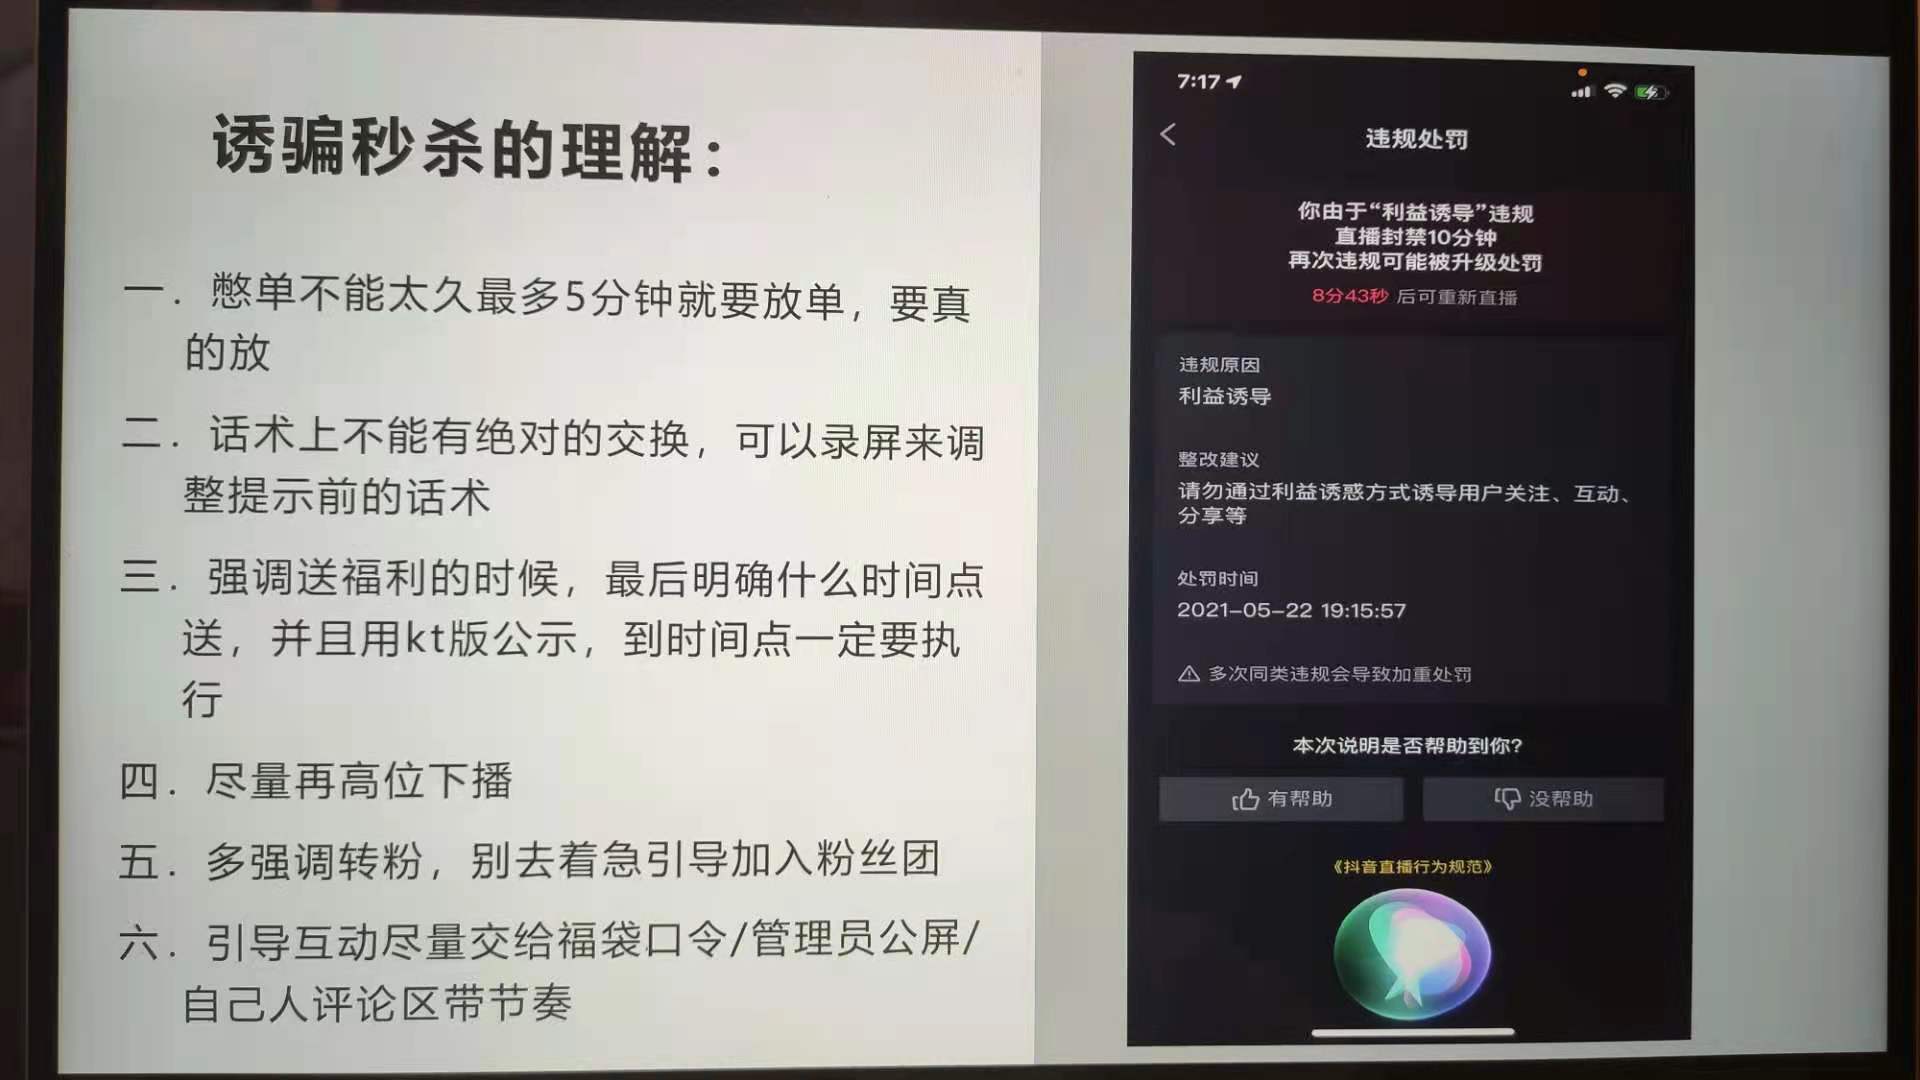 诱骗秒杀的理解：
一．憋单不能太久最多5分钟就要放单，要真
的放
二．话术上不能有绝对的交换，可以录屏来调
整提示前的话术
三．强调送福利的时候，最后明确什么时间点
送，并且用kt版公示，到时间点一定要执
行
四．尽量再高位下播
五．多强调转粉，别去着急引导加入粉丝团
六．引导互动尽量交给福袋口令/管理员公屏/
自己人评论区带节奏
7:17
违规处罚
你由于“利益诱导”违规
直播封禁10分钟
再次违规可能被升级处罚
8分43秒 后可重新直播
违规原因
利益诱导
整改建议
请勿通过利益诱惑方式诱导用户关注、互动、
分享等
处罚时间
2021-05-22 19:15:57
多次同类违规会导致加重处罚
本次说明是否帮助到你?
有帮助
没帮助
《抖音直播行为规范》